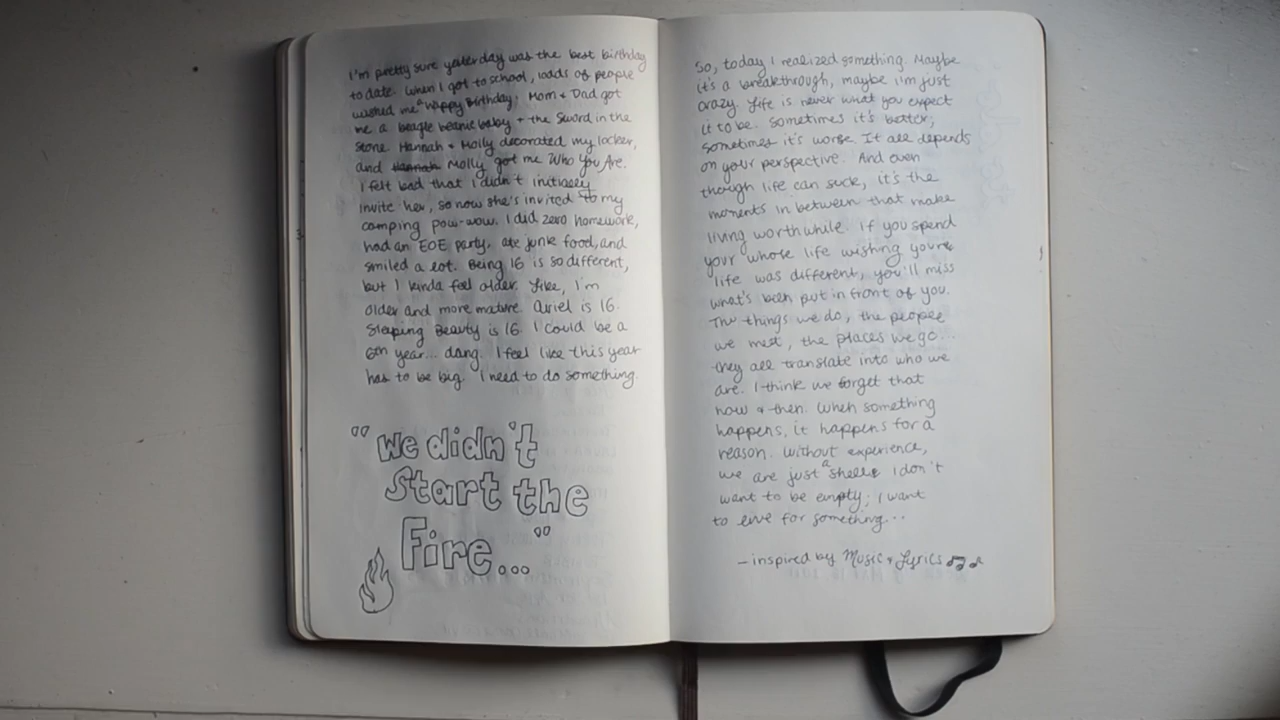 I'm pretty sure yesterday was the best birthday
to date. When I got to school, loads of people
wished me a "Happy Birthday", Mom + Dad got
me a beagle beanie baby + the Sword in the
Stone. Hannah + Molly decorated my locker,
and Hannah Molly got me Who You Are.
I felt bad that I didn't initially
invite her, so now she's invited to my
camping pow-wow. I did zero homework,
had an EOE party, ate junk food, and
smiled a lot. Being 16 is so different,
but I kinda feel older. Like, I'm
older and more mature. Ariel is 16.
Sleeping Beauty is 16. I could be a
6th year... dang. I feel like this year
has to be big. I need to do something.
"We didn't
Start the
Fire..."
So, today I realized something. Maybe
it's a breakthrough, maybe I'm just
crazy. Life is never what you expect
it to be. Sometimes it's better,
sometimes it's worse. It all depends
on your perspective. And even
though life can suck, it's the
moments in between that make
living worthwhile. If you spend
your whole life wishing your
life was different, you'll miss
what's been put in front of you.
The things we do, the people
we meet, the places we go...
they all translate into who we
are. I think we forget that
now & then. When something
happens, it happens for a
reason. Without experience,
we are just a shell. I don't
want to be empty; I want
to live for something...
- inspired by Music & Lyrics